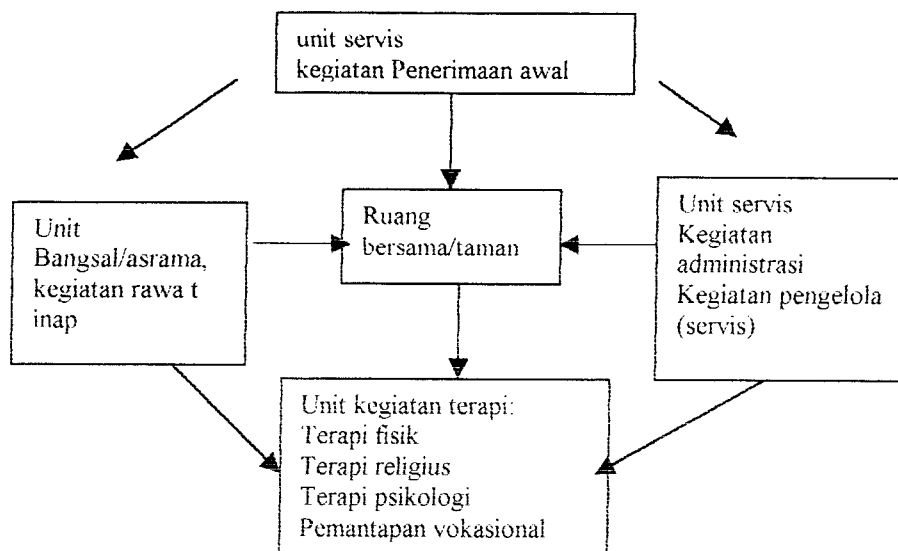 unit servis
kegiatan Penerimaan awal
Unit
Bangsal/asrama,
kegiatan rawa t
inap
Ruang
bersama/taman
Unit servis
Kegiatan
administrasi
Kegiatan pengelola
(servis)
Unit kegiatan terapi:
Terapi fisik
Terapi religius
Terapi psikologi
Pemantapan vokasional